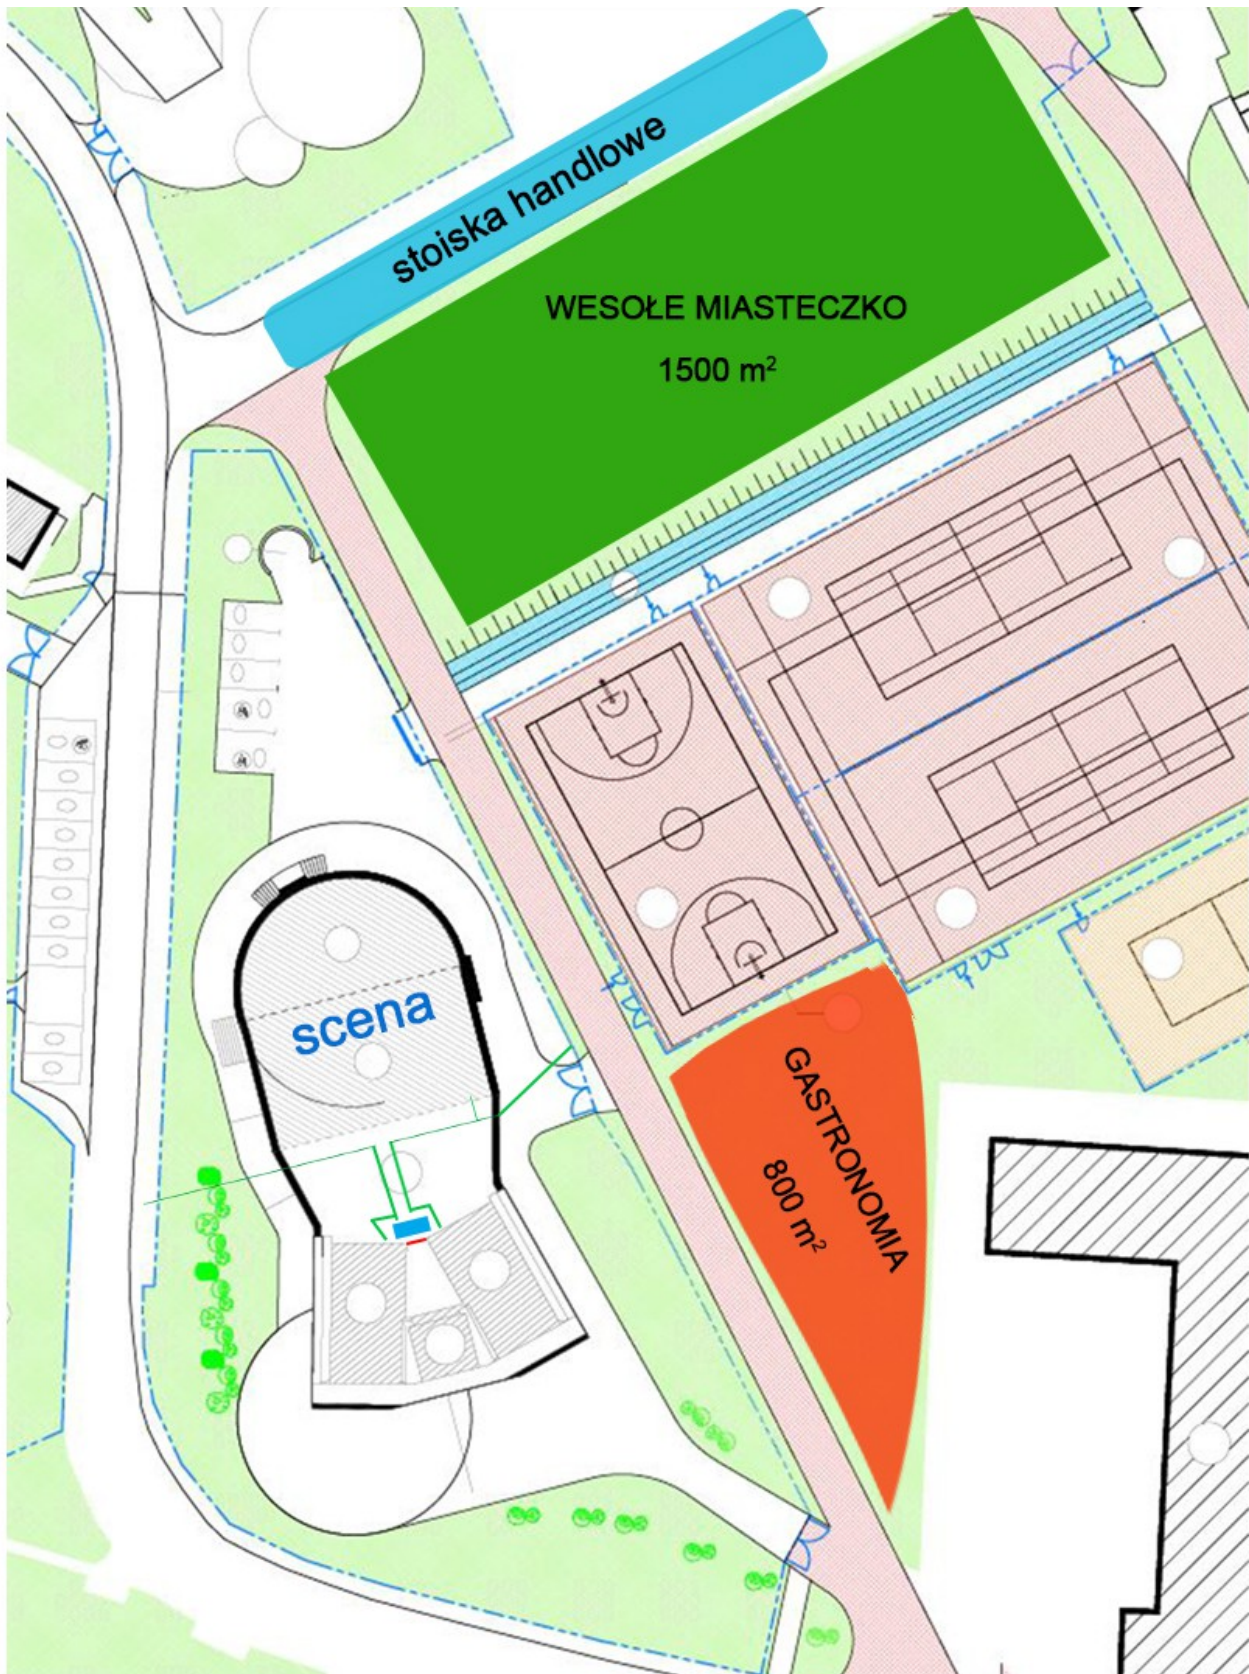 stoiska handlowe
WESOŁE MIASTECZKO
1500 m²
scena
GASTRONOMIA
800 m²